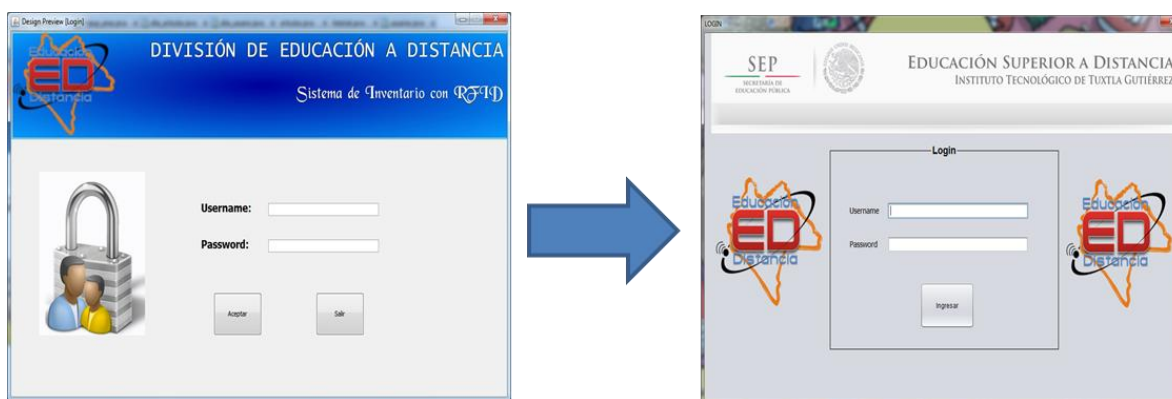 Design Preview [Login]
Educación
ED
Distancia
DIVISIÓN DE EDUCACIÓN A DISTANCIA
Sistema de Inventario con RFID
Username:
Password:
Aceptar
Salir
LOGIN
SEP
SECRETARÍA DE
EDUCACIÓN PÚBLICA
EDUCACIÓN SUPERIOR A DISTANCIA
INSTITUTO TECNOLÓGICO DE TUXTLA GUTIÉRREZ
Login
Educación
ED
Distancia
Username
Password
Ingresar
Educación
ED
Distancia